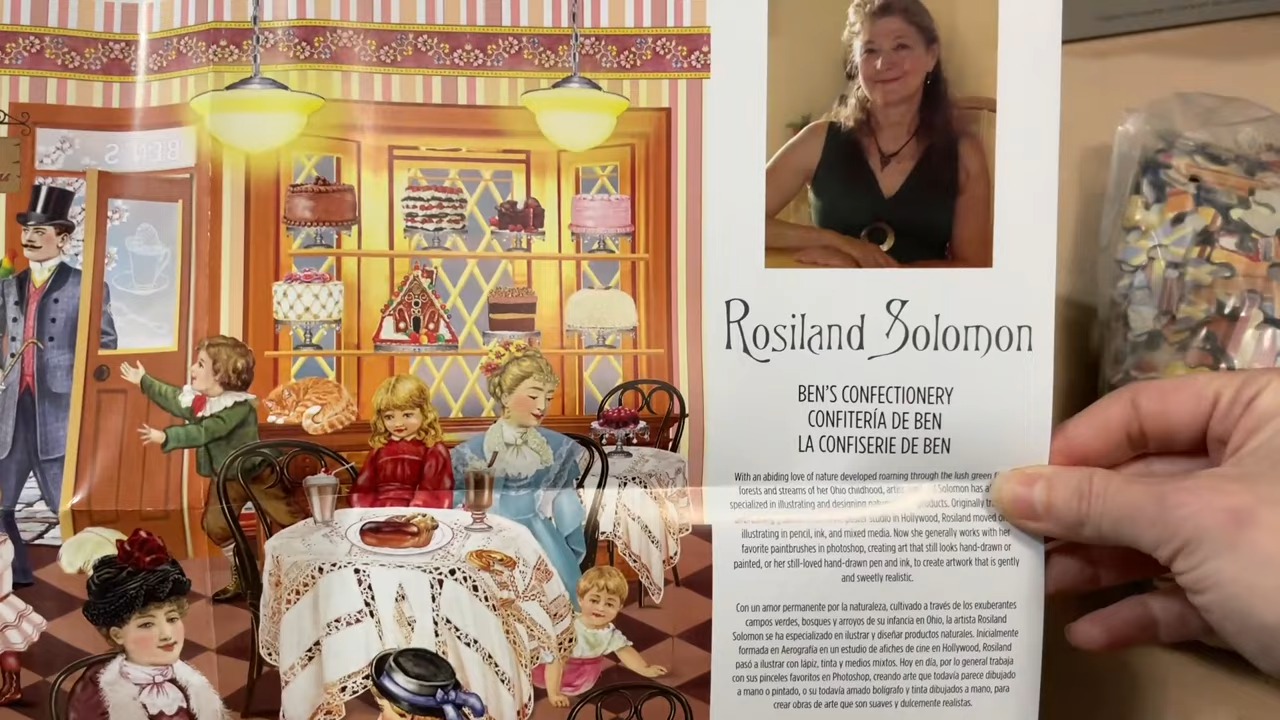 BEN'S
Rosiland Solomon
BEN'S CONFECTIONERY
CONFITERÍA DE BEN
LA CONFISERIE DE BEN
With an abiding love of nature developed roaming through the lush green
forests and streams of her Ohio childhood, Solomon has
specialized in illustrating and designing products. Originally
studio in Hollywood, Rosiland moved
illustrating in pencil, ink, and mixed media. Now she generally works with her
favorite paintbrushes in photoshop, creating art that still looks hand-drawn or
painted, or her still-loved hand-drawn pen and ink, to create artwork that is gently
and sweetly realistic.
Con un amor permanente por la naturaleza, cultivado a través de los exuberantes
campos verdes, bosques y arroyos de su infancia en Ohio, la artista Rosiland
Solomon se ha especializado en ilustrar y diseñar productos naturales. Inicialmente
formada en Aerografía en un estudio de afiches de cine en Hollywood, Rosiland
pasó a ilustrar con lápiz, tinta y medios mixtos. Hoy en día, por lo general trabaja
con sus pinceles favoritos en Photoshop, creando arte que todavía parece dibujado
a mano o pintado, o su todavía amado bolígrafo y tinta dibujados a mano, para
crear obras de arte que son suaves y dulcemente realistas.